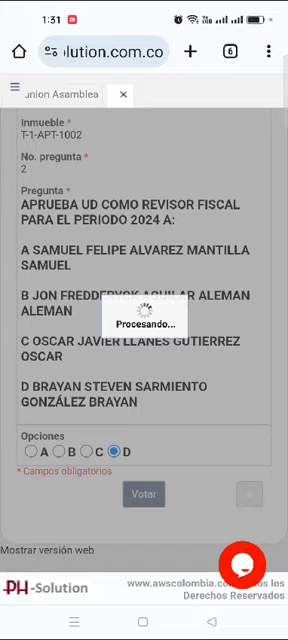 1:31
lution.com.co
6
union Asamblea
Inmueble *
T-1-APT-1002
No. pregunta *
2
Pregunta *
APRUEBA UD COMO REVISOR FISCAL
PARA EL PERIODO 2024 A:
A SAMUEL FELIPE ALVAREZ MANTILLA
SAMUEL
B JON FREDDERYCK AGUILAR ALEMAN
ALEMAN
Procesando...
C OSCAR JAVIER LLANES GUTIERREZ
OSCAR
D BRAYAN STEVEN SARMIENTO
GONZÁLEZ BRAYAN
Opciones
A B C D
* Campos obligatorios
Votar
Mostrar versión web
PH-Solution
www.awscolombia.com los
Derechos Reservados